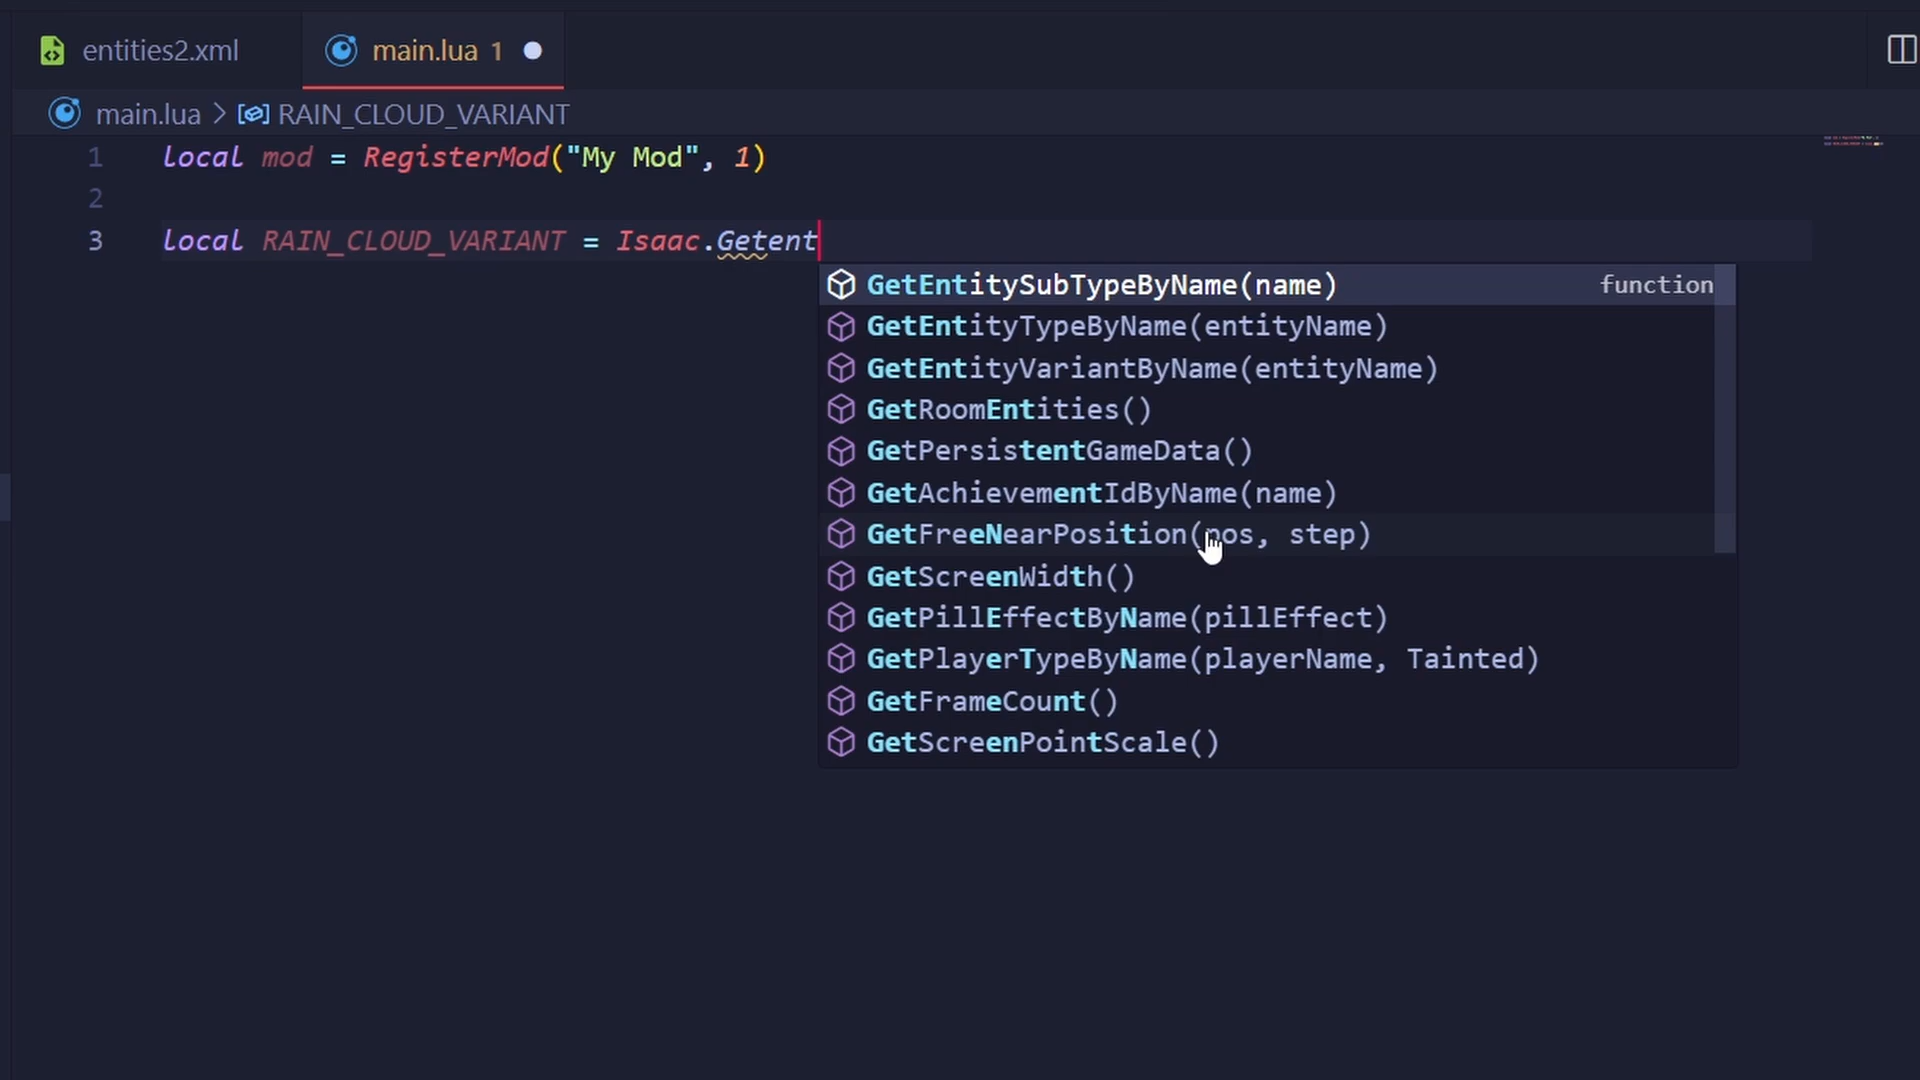 entities2.xml main.lua 1
main.lua > RAIN_CLOUD_VARIANT
1 local mod = RegisterMod("My Mod", 1)
2
3 local RAIN_CLOUD_VARIANT = Isaac.Getent
GetEntitySubTypeByName(name) function
GetEntityTypeByName(entityName)
GetEntityVariantByName(entityName)
GetRoomEntities()
GetPersistentGameData()
GetAchievementIdByName(name)
GetFreeNearPosition(pos, step)
GetScreenWidth()
GetPillEffectByName(pillEffect)
GetPlayerTypeByName(playerName, Tainted)
GetFrameCount()
GetScreenPointScale()